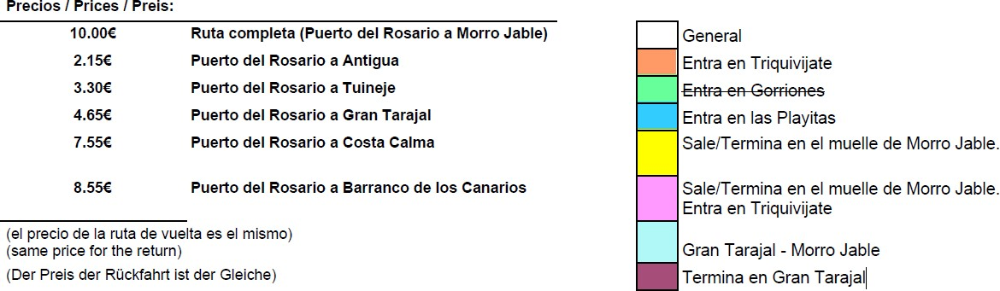 Precios / Prices / Preis:
10.00€ Ruta completa (Puerto del Rosario a Morro Jable)
2.15€ Puerto del Rosario a Antigua
3.30€ Puerto del Rosario a Tuineje
4.65€ Puerto del Rosario a Gran Tarajal
7.55€ Puerto del Rosario a Costa Calma
8.55€ Puerto del Rosario a Barranco de los Canarios
(el precio de la ruta de vuelta es el mismo)
(same price for the return)
(Der Preis der Rückfahrt ist der Gleiche)
General
Entra en Triquivijate
Entra en Gorriones
Entra en las Playitas
Sale/Termina en el muelle de Morro Jable.
Sale/Termina en el muelle de Morro Jable.
Entra en Triquivijate
Gran Tarajal - Morro Jable
Termina en Gran Tarajal